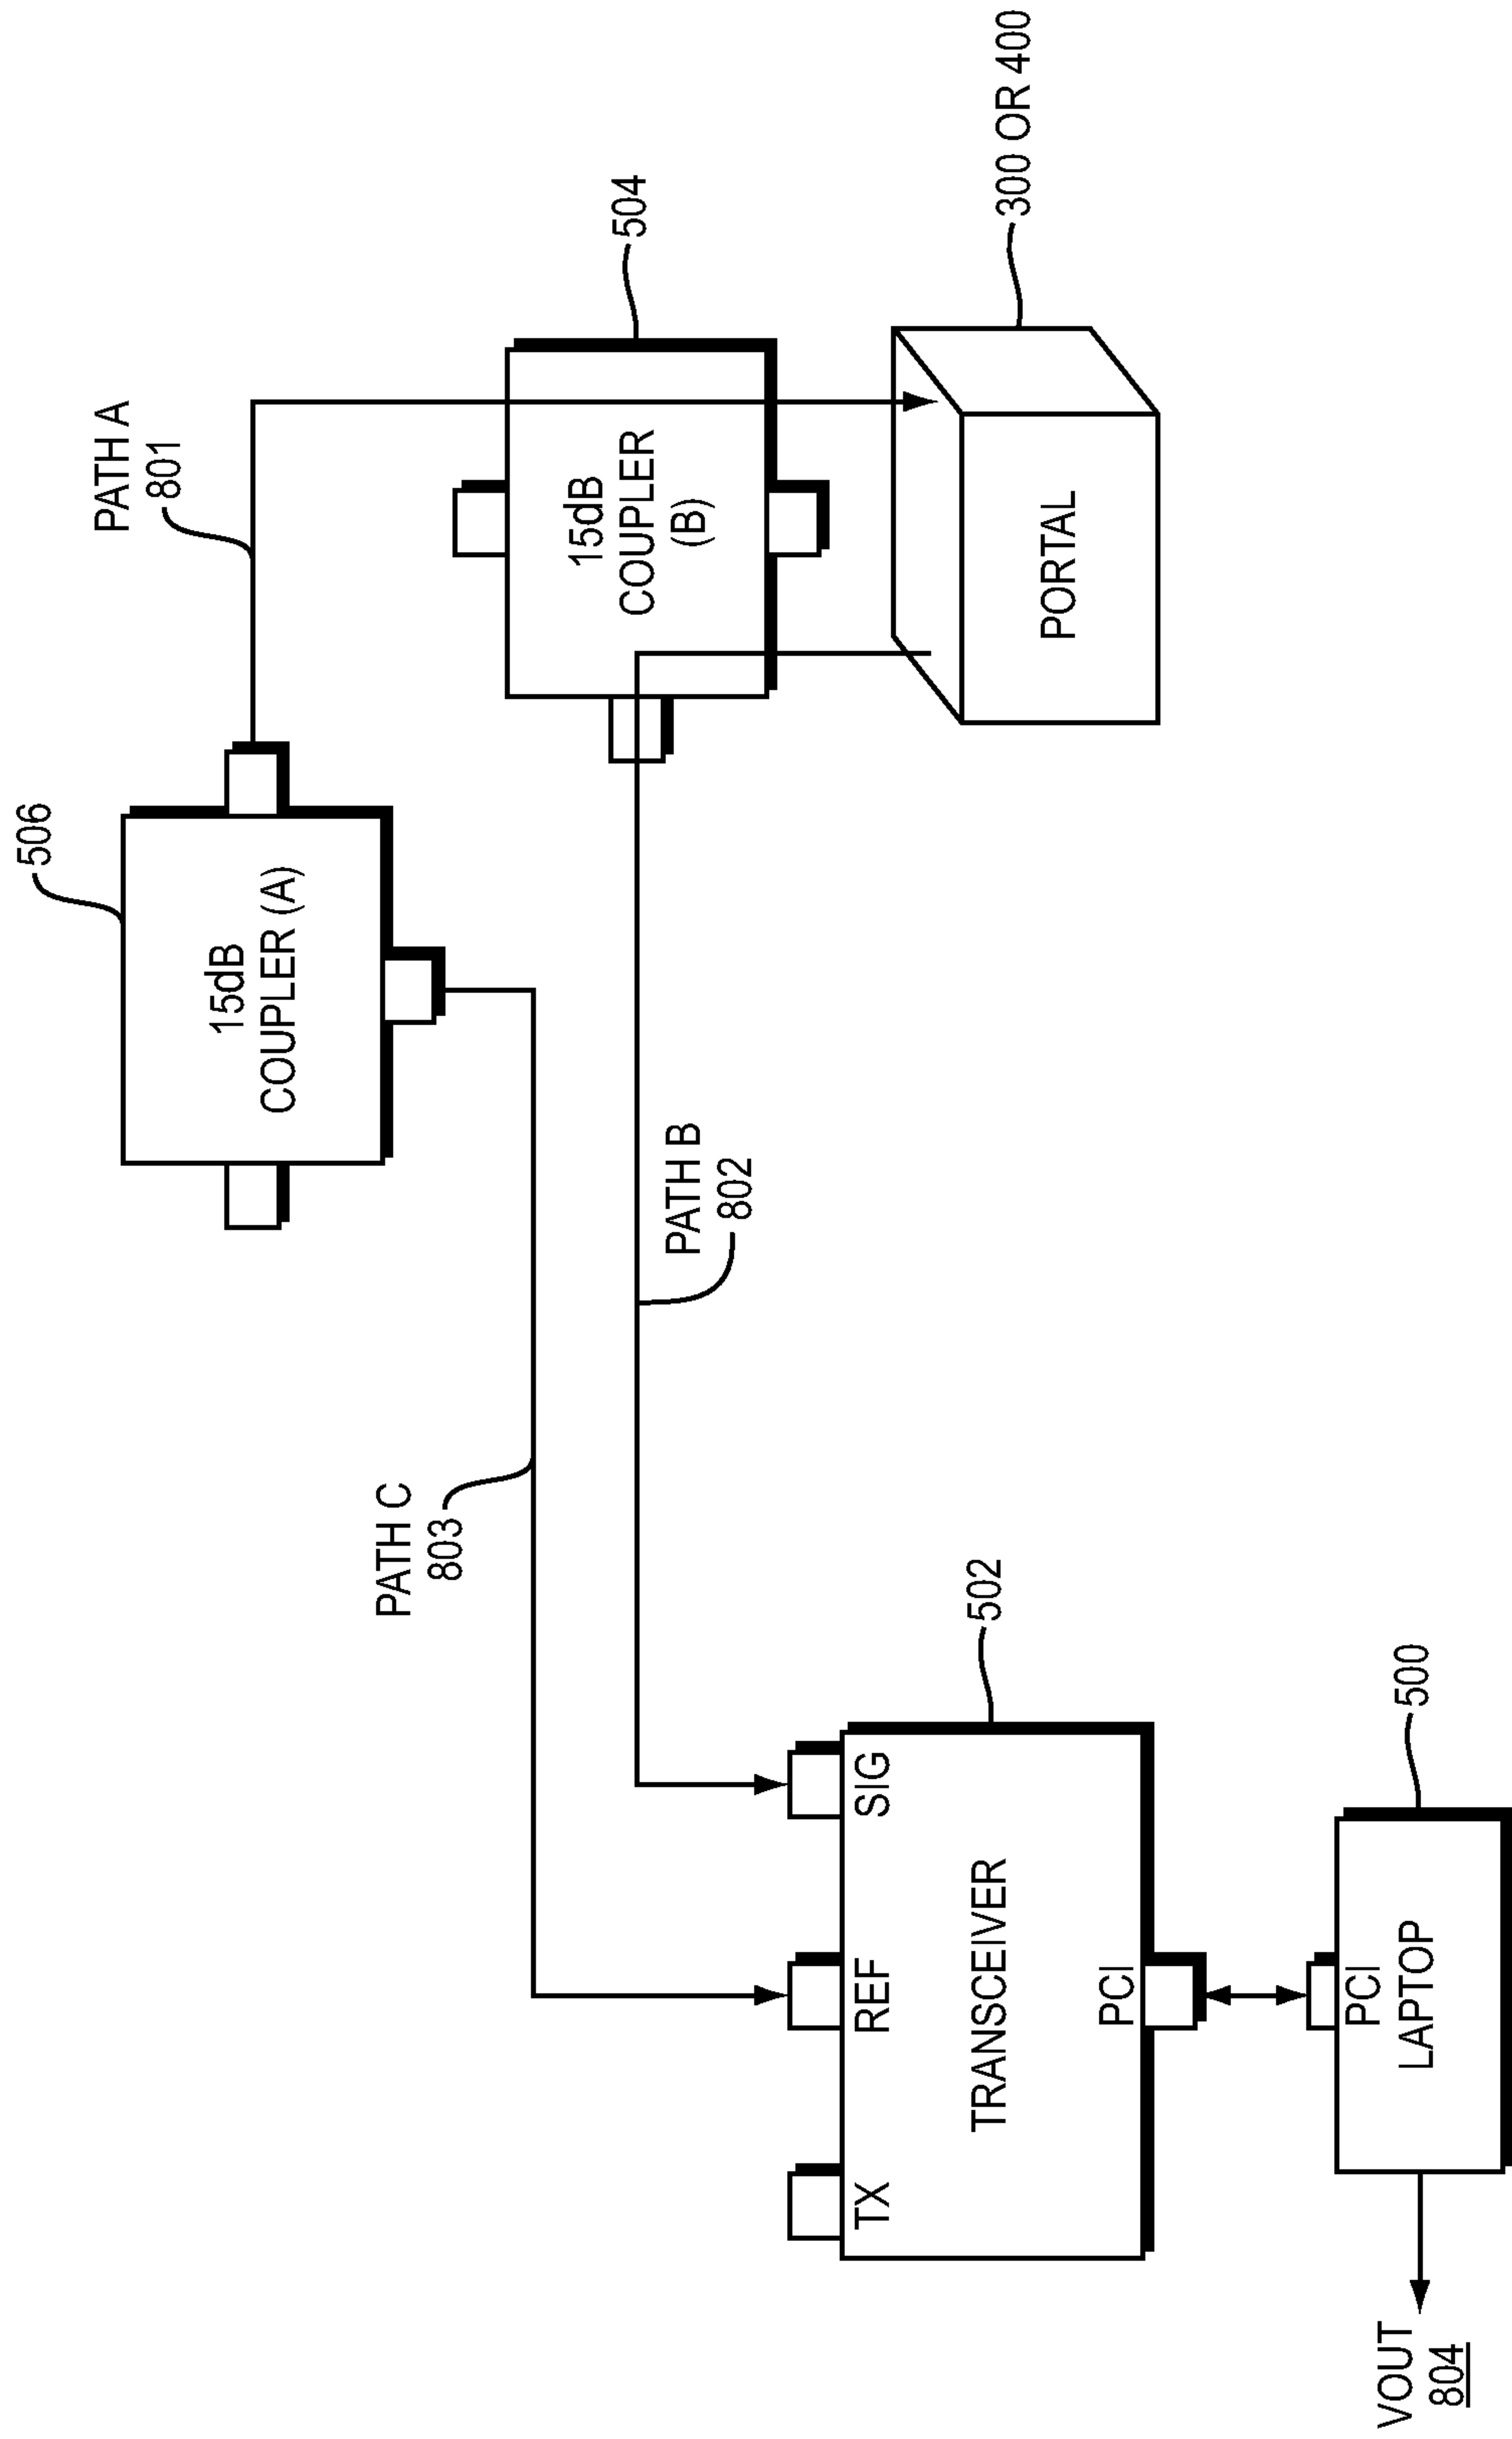 506
15dB
COUPLER (A)
PATH A
801
PATH C
803
504
15dB
COUPLER
(B)
PATH B
802
300 OR 400
PORTAL
502
TX
REF
SIG
TRANSCEIVER
PCI
500
PCI
LAPTOP
VOUT
804